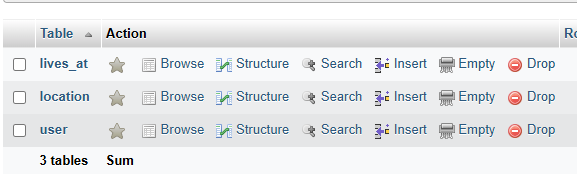 Table Action Ro
lives_at Browse Structure Search Insert Empty Drop
location Browse Structure Search Insert Empty Drop
user Browse Structure Search Insert Empty Drop
3 tables Sum